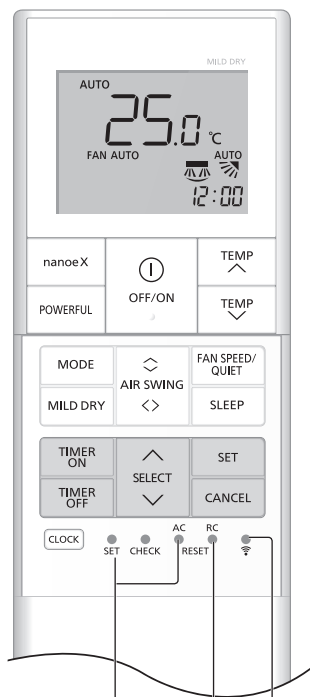 MILD DRY
AUTO
25.0 ℃
FAN AUTO
AUTO
12:00
nanoeX
OFF/ON
TEMP
POWERFUL
TEMP
MODE
AIR SWING
FAN SPEED/
QUIET
MILD DRY
SLEEP
TIMER
ON
SELECT
SET
TIMER
OFF
CANCEL
CLOCK
AC RC
SET CHECK RESET